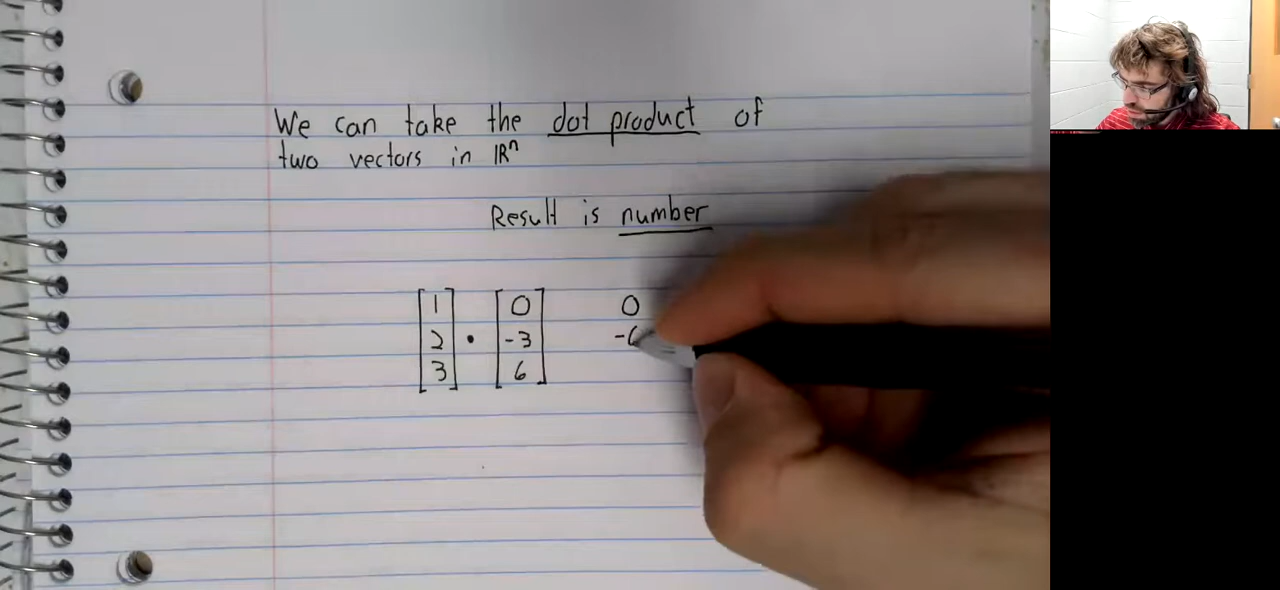 We can take the dot product of
two vectors in ℝⁿ
Result is number
1 0 0
2 • -3 -6
3 6